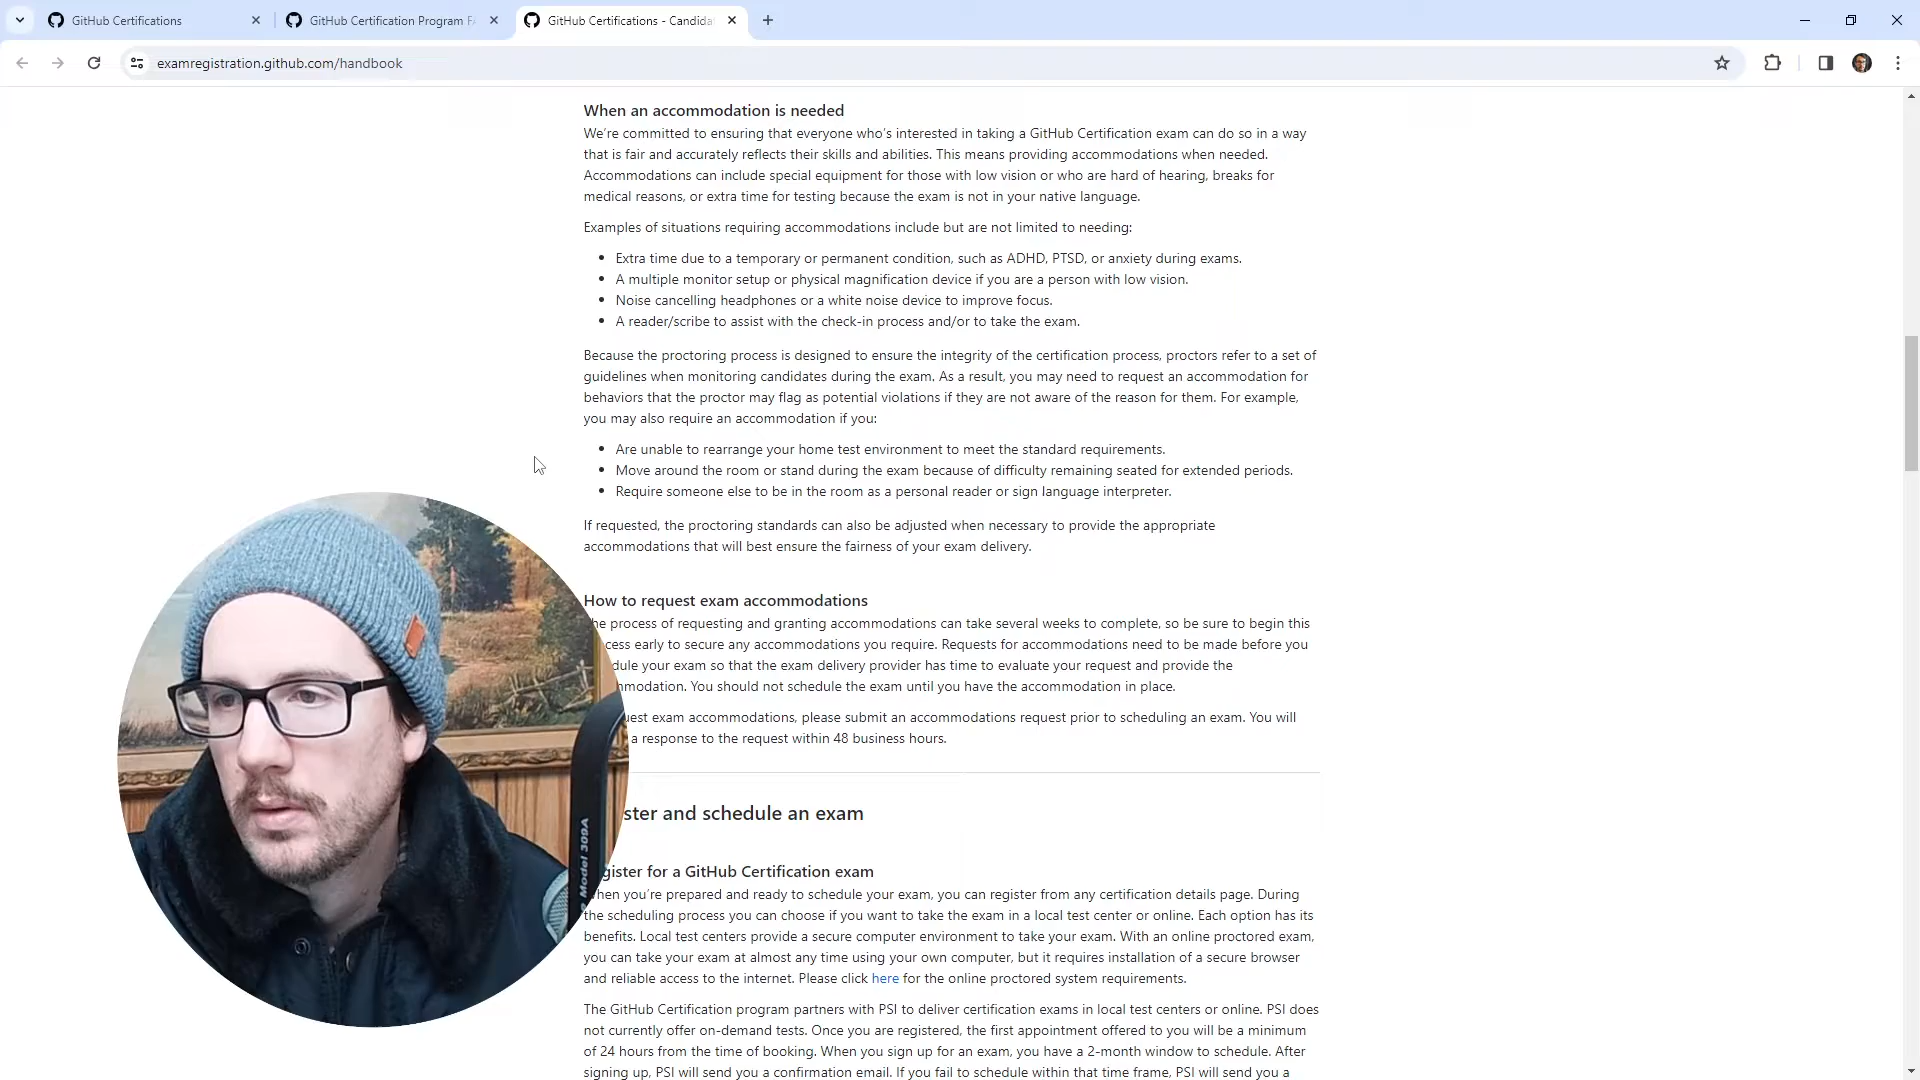 GitHub Certifications
GitHub Certification Program F
GitHub Certifications - Candida
examregistration.github.com/handbook
When an accommodation is needed
We're committed to ensuring that everyone who's interested in taking a GitHub Certification exam can do so in a way
that is fair and accurately reflects their skills and abilities. This means providing accommodations when needed.
Accommodations can include special equipment for those with low vision or who are hard of hearing, breaks for
medical reasons, or extra time for testing because the exam is not in your native language.
Examples of situations requiring accommodations include but are not limited to needing:
• Extra time due to a temporary or permanent condition, such as ADHD, PTSD, or anxiety during exams.
• A multiple monitor setup or physical magnification device if you are a person with low vision.
• Noise cancelling headphones or a white noise device to improve focus.
• A reader/scribe to assist with the check-in process and/or to take the exam.
Because the proctoring process is designed to ensure the integrity of the certification process, proctors refer to a set of
guidelines when monitoring candidates during the exam. As a result, you may need to request an accommodation for
behaviors that the proctor may flag as potential violations if they are not aware of the reason for them. For example,
you may also require an accommodation if you:
• Are unable to rearrange your home test environment to meet the standard requirements.
• Move around the room or stand during the exam because of difficulty remaining seated for extended periods.
• Require someone else to be in the room as a personal reader or sign language interpreter.
If requested, the proctoring standards can also be adjusted when necessary to provide the appropriate
accommodations that will best ensure the fairness of your exam delivery.
How to request exam accommodations
he process of requesting and granting accommodations can take several weeks to complete, so be sure to begin this
cess early to secure any accommodations you require. Requests for accommodations need to be made before you
dule your exam so that the exam delivery provider has time to evaluate your request and provide the
mmodation. You should not schedule the exam until you have the accommodation in place.
uest exam accommodations, please submit an accommodations request prior to scheduling an exam. You will
a response to the request within 48 business hours.
ster and schedule an exam
gister for a GitHub Certification exam
hen you're prepared and ready to schedule your exam, you can register from any certification details page. During
the scheduling process you can choose if you want to take the exam in a local test center or online. Each option has its
benefits. Local test centers provide a secure computer environment to take your exam. With an online proctored exam,
you can take your exam at almost any time using your own computer, but it requires installation of a secure browser
and reliable access to the internet. Please click here for the online proctored system requirements.
The GitHub Certification program partners with PSI to deliver certification exams in local test centers or online. PSI does
not currently offer on-demand tests. Once you are registered, the first appointment offered to you will be a minimum
of 24 hours from the time of booking. When you sign up for an exam, you have a 2-month window to schedule. After
signing up, PSI will send you a confirmation email. If you fail to schedule within that time frame, PSI will send you a
Model 309A